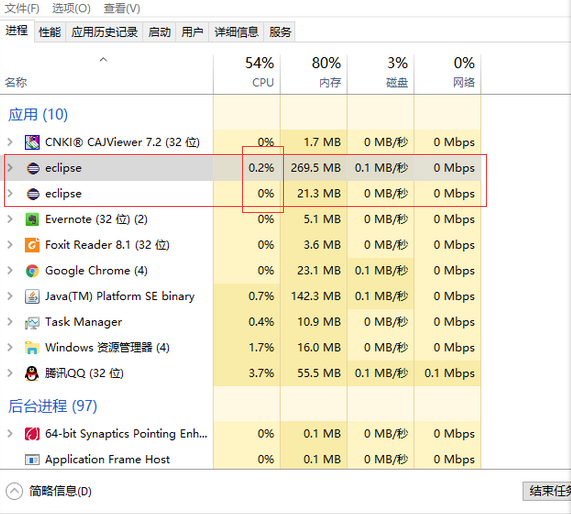 文件(F) 选项(O) 查看(V)
进程 性能 应用历史记录 启动 用户 详细信息 服务
54% 80% 3% 0%
名称 CPU 内存 磁盘 网络
应用 (10)
CNKI® CAJViewer 7.2 (32 位) 0% 1.7 MB 0 MB/秒 0 Mbps
eclipse 0.2% 269.5 MB 0.1 MB/秒 0 Mbps
eclipse 0% 21.3 MB 0 MB/秒 0 Mbps
Evernote (32 位) (2) 0% 5.1 MB 0 MB/秒 0 Mbps
Foxit Reader 8.1 (32 位) 0% 3.6 MB 0 MB/秒 0 Mbps
Google Chrome (4) 0% 23.1 MB 0.1 MB/秒 0 Mbps
Java(TM) Platform SE binary 0.7% 142.3 MB 0.1 MB/秒 0 Mbps
Task Manager 0.4% 10.9 MB 0 MB/秒 0 Mbps
Windows 资源管理器 (4) 1.7% 16.0 MB 0 MB/秒 0 Mbps
腾讯QQ (32 位) 3.7% 55.5 MB 0.1 MB/秒 0.1 Mbps
后台进程 (97)
64-bit Synaptics Pointing Enh... 0% 0.1 MB 0 MB/秒 0 Mbps
Application Frame Host 0% 0.1 MB 0 MB/秒 0 Mbps
简略信息(D) 结束任务